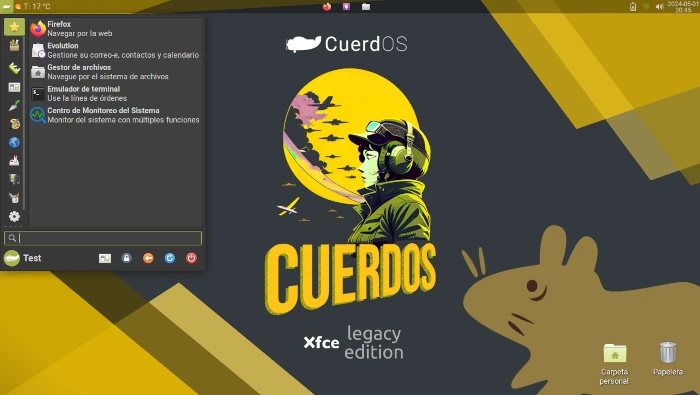 T: 17 °C
2024-05-01
20:45
Firefox
Navegar por la web
Evolution
Gestione su correo-e, contactos y calendario
Gestor de archivos
Navegue por el sistema de archivos
Emulador de terminal
Use la línea de órdenes
Centro de Monitoreo del Sistema
Monitor del sistema con múltiples funciones
Test
CuerdOS
CUERDOS
Xfce legacy
edition
Carpeta
personal
Papelera